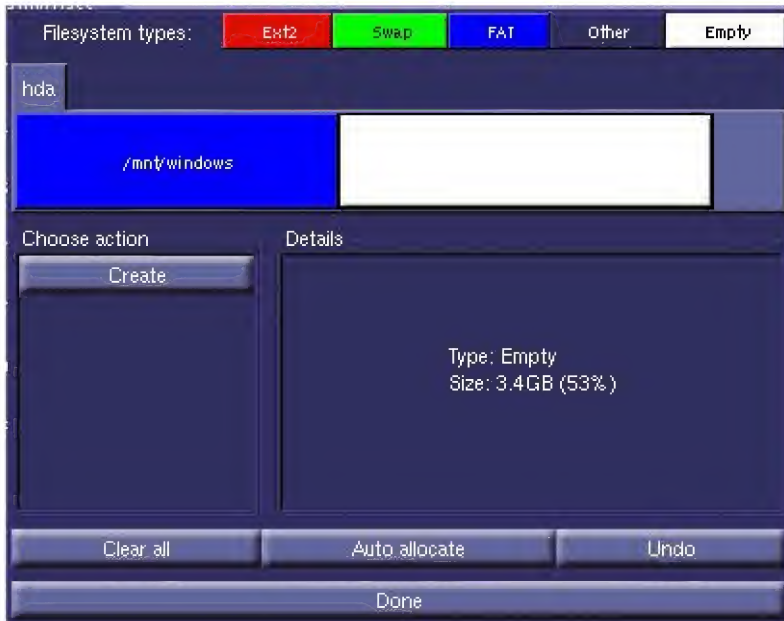 Filesystem types: Ext2 Swap FAT Other Empty
hda
/mnt/windows
Choose action Details
Create
Type: Empty
Size: 3.4GB (53%)
Clear all Auto allocate Undo
Done